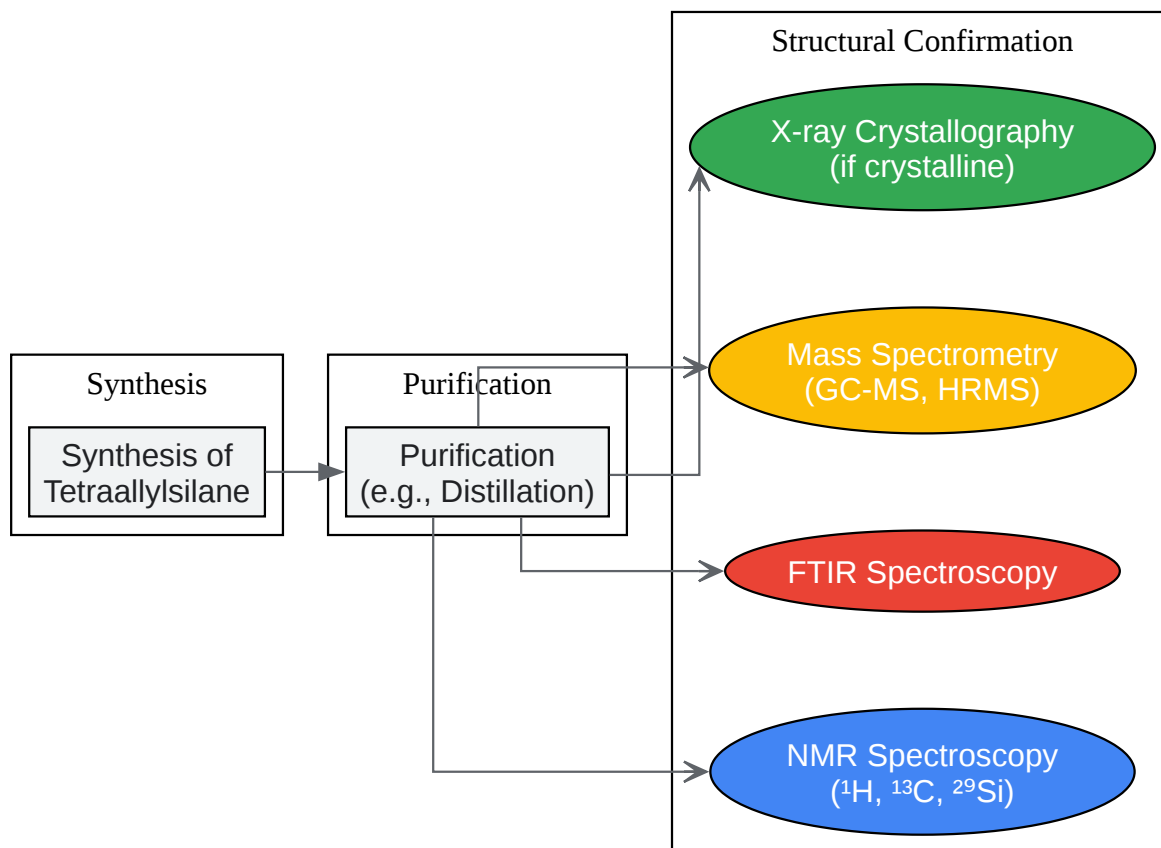 Structural Confirmation
X-ray Crystallography
(if crystalline)
Mass Spectrometry
(GC-MS, HRMS)
Synthesis
Purification
Synthesis of
Tetraallylsilane
Purification
(e.g., Distillation)
FTIR Spectroscopy
NMR Spectroscopy
(¹H, ¹³C, ²⁹Si)